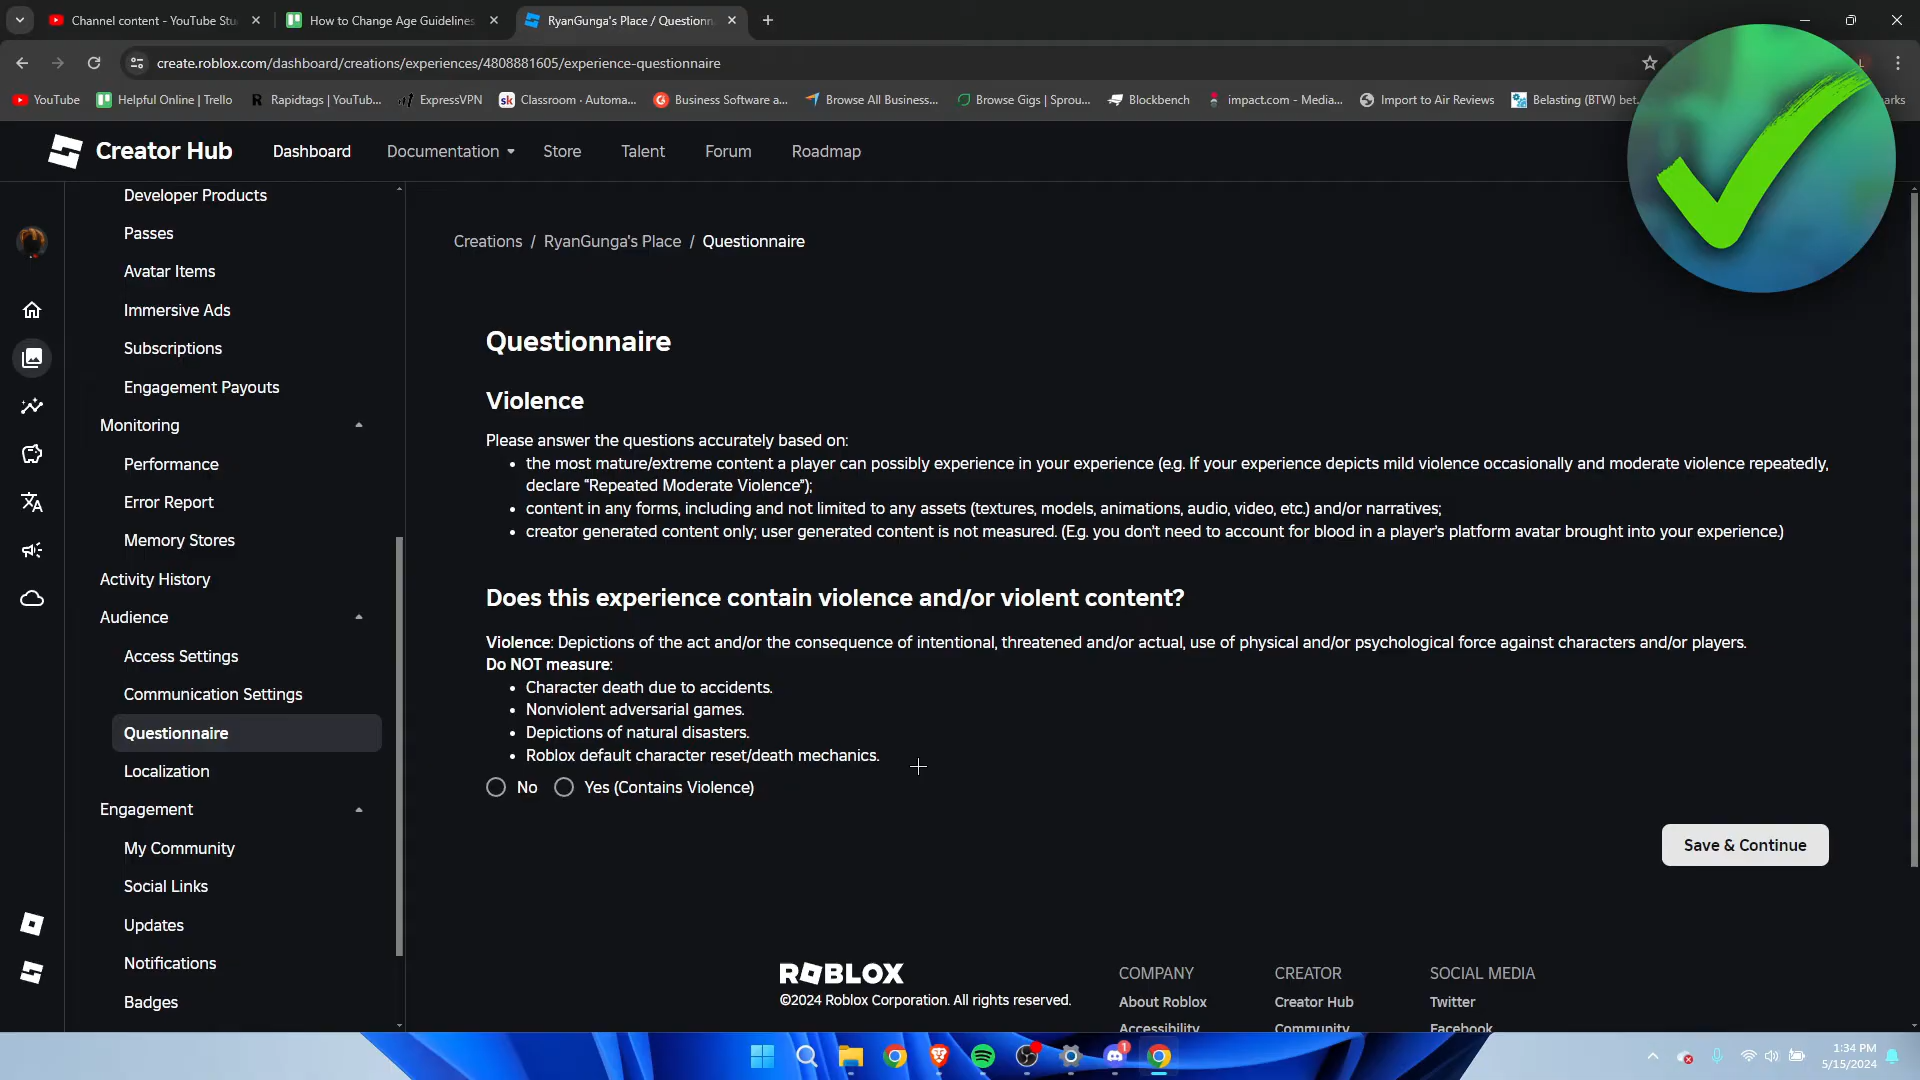 Channel content - YouTube Stu
How to Change Age Guidelines
RyanGunga's Place / Questionn
create.roblox.com/dashboard/creations/experiences/4808881605/experience-questionnaire
YouTube
Helpful Online | Trello
Rapidtags | YouTub...
ExpressVPN
Classroom - Automa...
Business Software a...
Browse All Business...
Browse Gigs | Sprou...
Blockbench
impact.com - Media...
Import to Air Reviews
Belasting (BTW) bet.
arks
Creator Hub
Dashboard
Documentation
Store
Talent
Forum
Roadmap
Developer Products
Passes
Avatar Items
Immersive Ads
Subscriptions
Engagement Payouts
Monitoring
Performance
Error Report
Memory Stores
Activity History
Audience
Access Settings
Communication Settings
Questionnaire
Localization
Engagement
My Community
Social Links
Updates
Notifications
Badges
Creations / RyanGunga's Place / Questionnaire
Questionnaire
Violence
Please answer the questions accurately based on:
• the most mature/extreme content a player can possibly experience in your experience (e.g. If your experience depicts mild violence occasionally and moderate violence repeatedly,
declare “Repeated Moderate Violence”);
• content in any forms, including and not limited to any assets (textures, models, animations, audio, video, etc.) and/or narratives;
• creator generated content only; user generated content is not measured. (E.g. you don't need to account for blood in a player's platform avatar brought into your experience.)
Does this experience contain violence and/or violent content?
Violence: Depictions of the act and/or the consequence of intentional, threatened and/or actual, use of physical and/or psychological force against characters and/or players.
Do NOT measure:
• Character death due to accidents.
• Nonviolent adversarial games.
• Depictions of natural disasters.
• Roblox default character reset/death mechanics.
No
Yes (Contains Violence)
Save & Continue
ROBLOX
©2024 Roblox Corporation. All rights reserved.
COMPANY
About Roblox
Accessibility
CREATOR
Creator Hub
Community
SOCIAL MEDIA
Twitter
Facebook
1
1:34 PM
5/15/2024